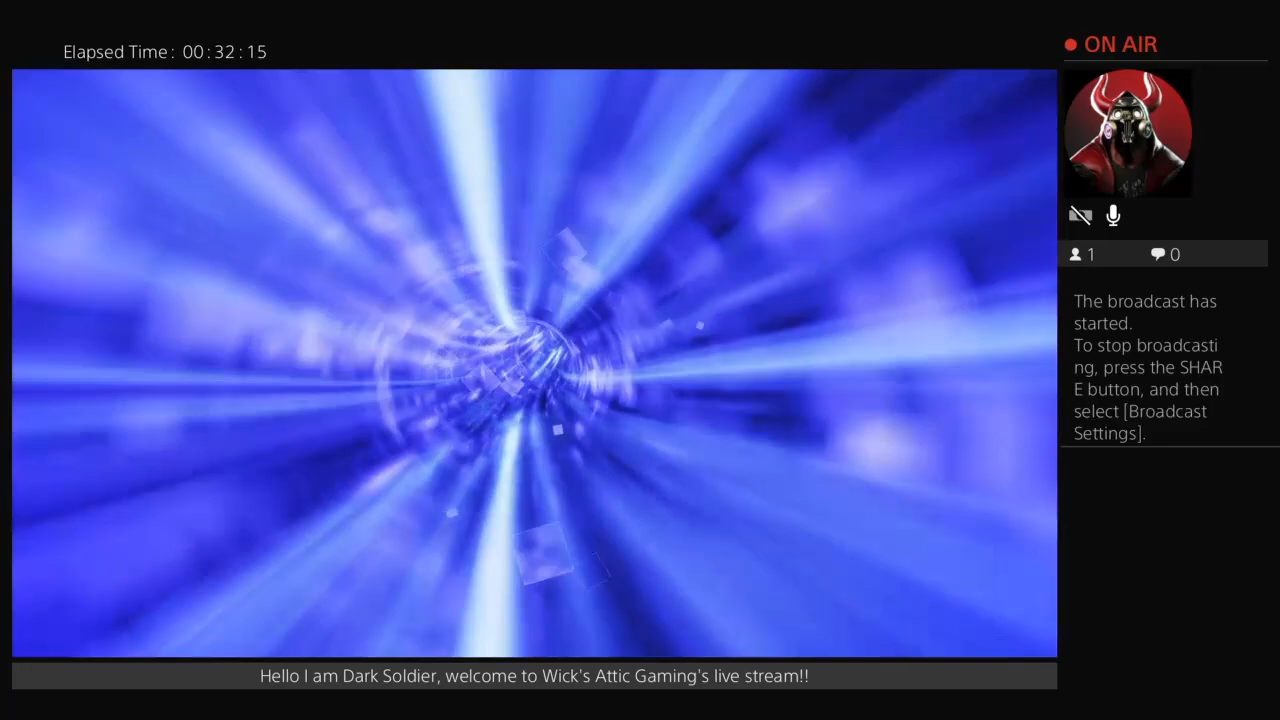 Elapsed Time: 00:32:15
ON AIR
1 0
The broadcast has
started.
To stop broadcasti
ng, press the SHAR
E button, and then
select [Broadcast
Settings].
Hello I am Dark Soldier, welcome to Wick's Attic Gaming's live stream!!